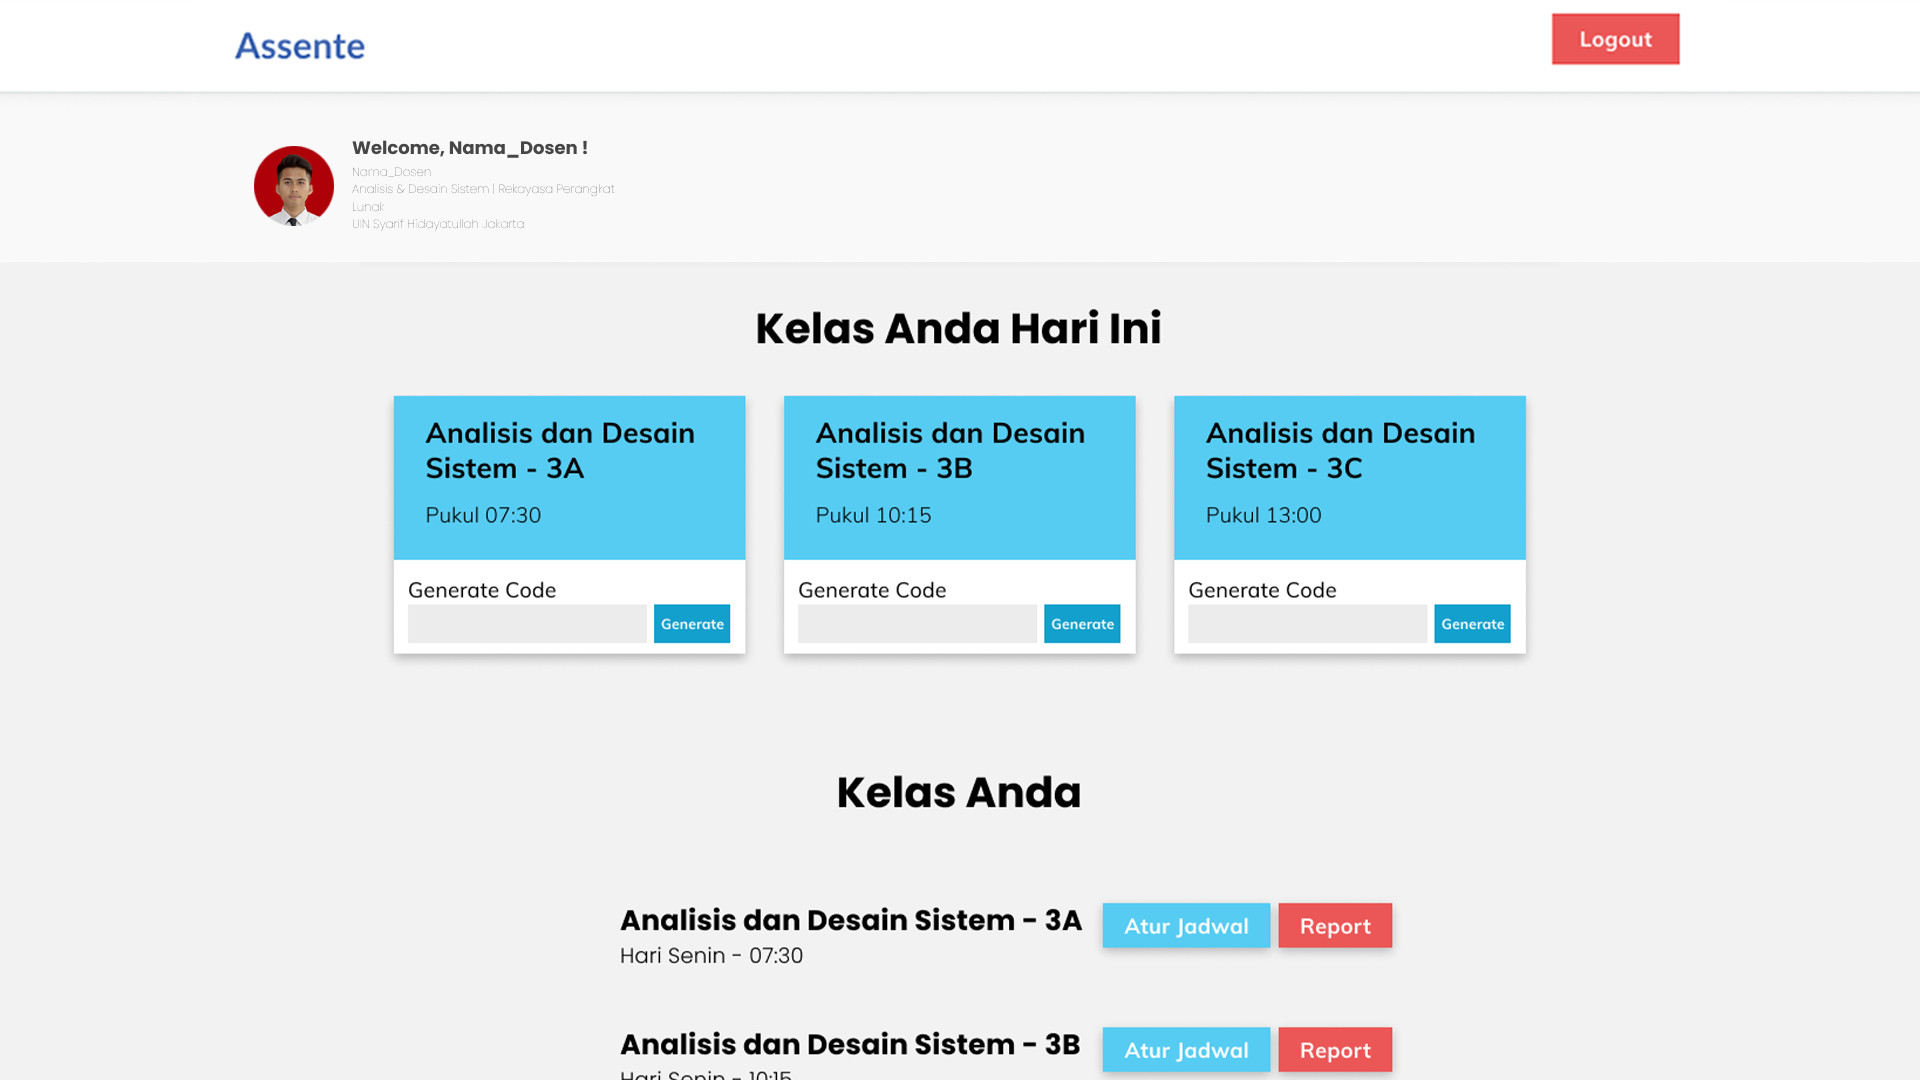 Assente
Logout
Welcome, Nama_Dosen !
Nama_Dosen
Analisis & Desain Sistem | Rekayasa Perangkat
Lunak
UIN Syarif Hidayatullah Jakarta
Kelas Anda Hari Ini
Analisis dan Desain
Sistem - 3A
Pukul 07:30
Generate Code
Generate
Analisis dan Desain
Sistem - 3B
Pukul 10:15
Generate Code
Generate
Analisis dan Desain
Sistem - 3C
Pukul 13:00
Generate Code
Generate
Kelas Anda
Analisis dan Desain Sistem - 3A
Hari Senin - 07:30
Atur Jadwal
Report
Analisis dan Desain Sistem - 3B
Hari Senin - 10:15
Atur Jadwal
Report